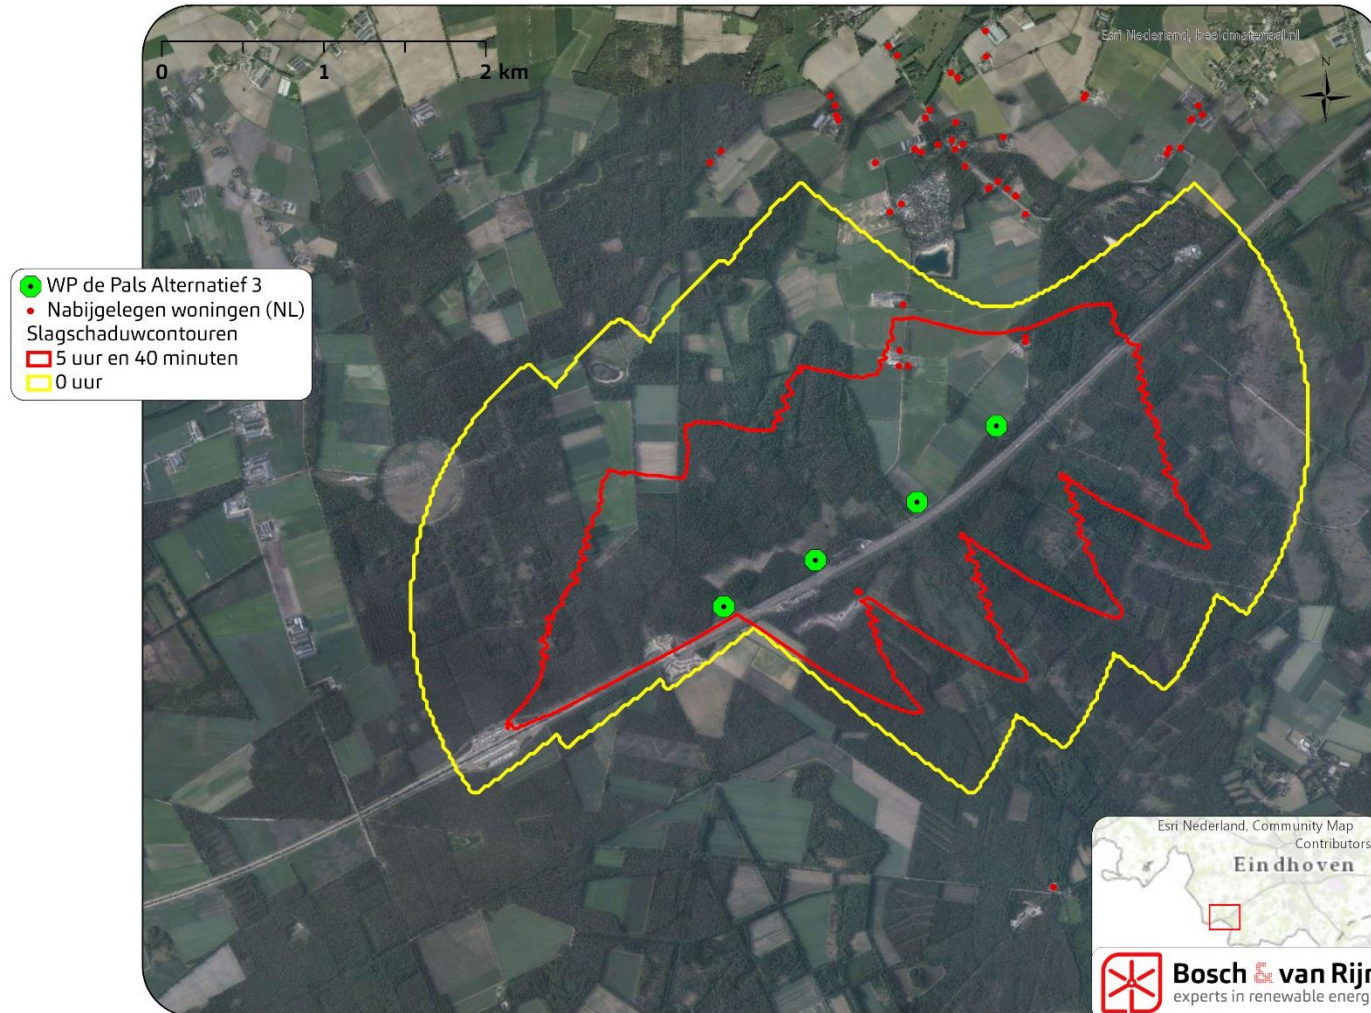 Esri Nederland, beeldmateriaal.nl
0 1 2 km
N
WP de Pals Alternatief 3
Nabijgelegen woningen (NL)
Slagschaduwcontouren
5 uur en 40 minuten
0 uur
Esri Nederland, Community Map
Contributors
Eindhoven
Bosch & van Rijn
experts in renewable energ